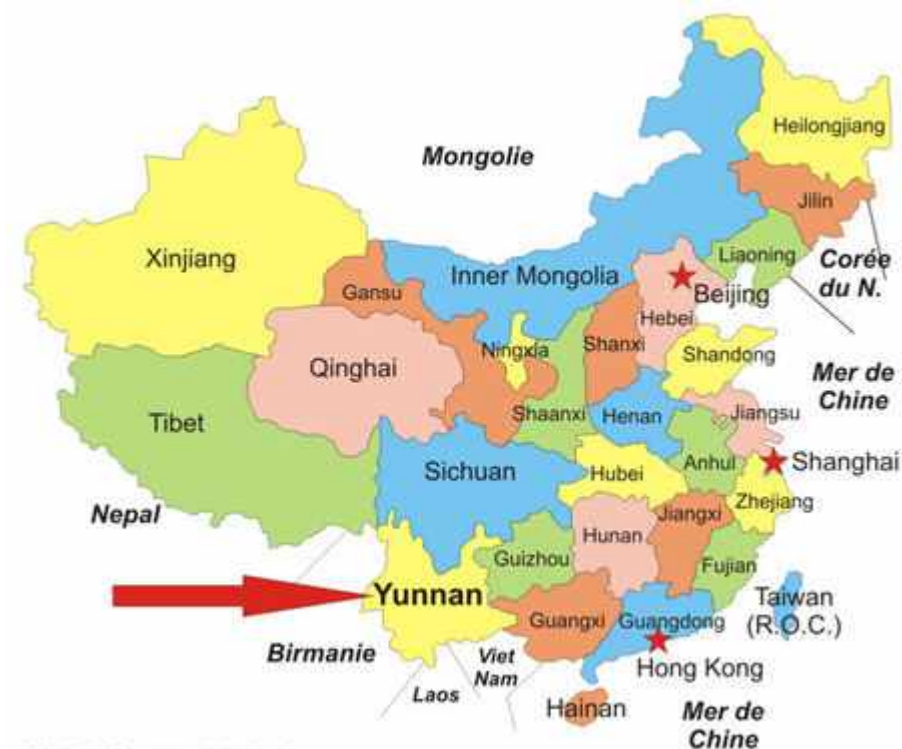 Heilongjiang
Mongolie
Jilin
Xinjiang
Liaoning
Corée
du N.
Inner Mongolia
Gansu
Beijing
Hebei
Ningxia
Shanxi
Shandong
Qinghai
Mer de
Chine
Tibet
Shaanxi
Henan
Jiangsu
Sichuan
Hubei
Anhui
Shanghai
Zhejiang
Nepal
Jiangxi
Hunan
Guizhou
Fujian
Yunnan
Taiwan
(R.O.C.)
Guangxi
Guangdong
Birmanie
Viet
Nam
Hong Kong
Laos
Hainan
Mer de
Chine